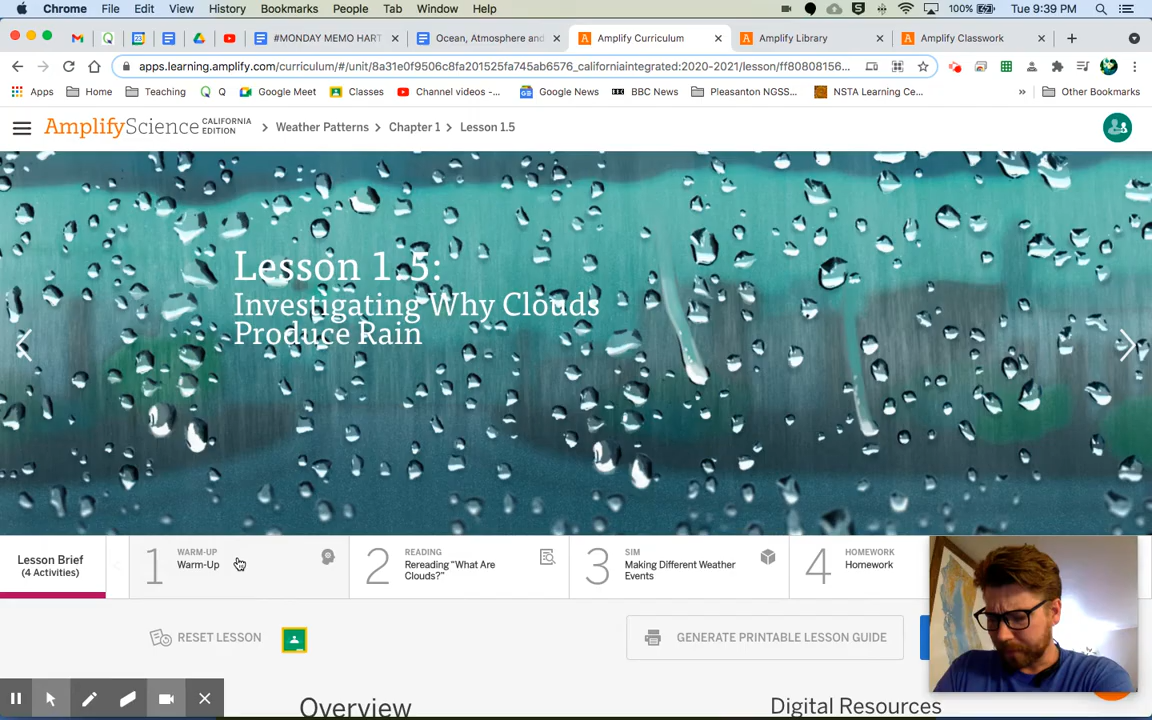 Chrome File Edit View History Bookmarks People Tab Window Help 100% Tue 9:39 PM
#MONDAY MEMO HART Ocean, Atmosphere and Amplify Curriculum Amplify Library Amplify Classwork
apps.learning.amplify.com/curriculum/#/unit/8a31e0f9506c8fa201525fa745ab6576_californiaintegrated:2020-2021/lesson/ff80808156...
Apps Home Teaching Q Google Meet Classes Channel videos -... Google News BBC News Pleasanton NGSS... NSTA Learning Ce... » Other Bookmarks
AmplifyScience CALIFORNIA EDITION > Weather Patterns > Chapter 1 > Lesson 1.5
Lesson 1.5:
Investigating Why Clouds
Produce Rain
Lesson Brief
(4 Activities)
1 WARM-UP
Warm-Up
2 READING
Rereading "What Are
Clouds?"
3 SIM
Making Different Weather
Events
4 HOMEWORK
Homework
RESET LESSON
GENERATE PRINTABLE LESSON GUIDE
Overview
Digital Resources